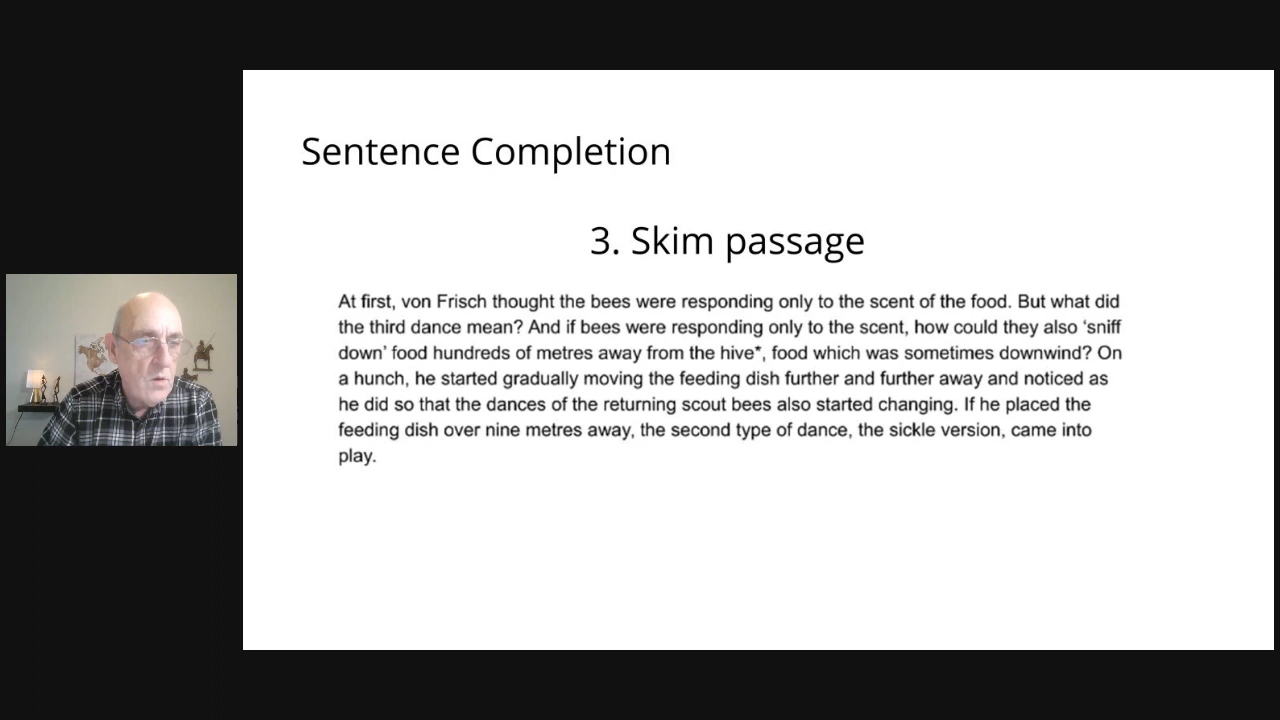 Sentence Completion
3. Skim passage
At first, von Frisch thought the bees were responding only to the scent of the food. But what did
the third dance mean? And if bees were responding only to the scent, how could they also ‘sniff
down’ food hundreds of metres away from the hive*, food which was sometimes downwind? On
a hunch, he started gradually moving the feeding dish further and further away and noticed as
he did so that the dances of the returning scout bees also started changing. If he placed the
feeding dish over nine metres away, the second type of dance, the sickle version, came into
play.